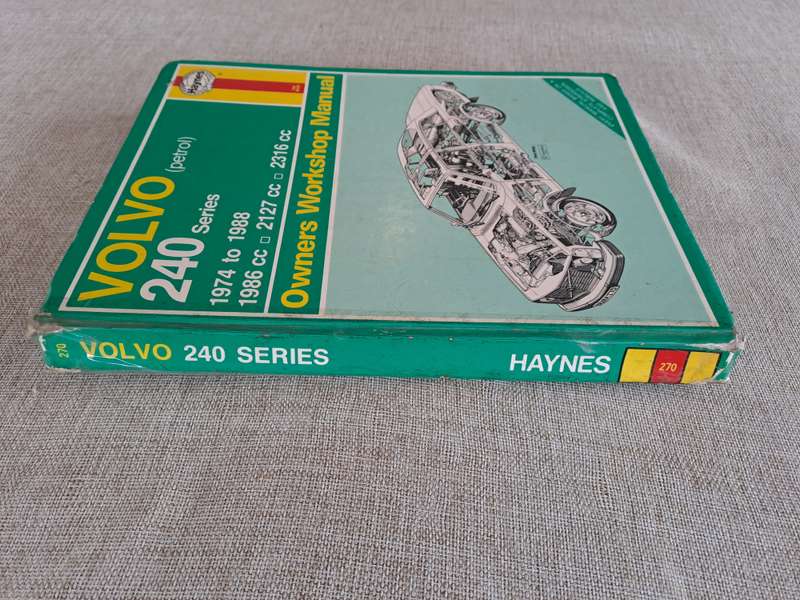 Haynes
VOLVO
(petrol)
240 Series
1974 to 1988
1986 cc □ 2127 cc □ 2316 cc
Owners Workshop Manual
270 VOLVO 240 SERIES HAYNES 270